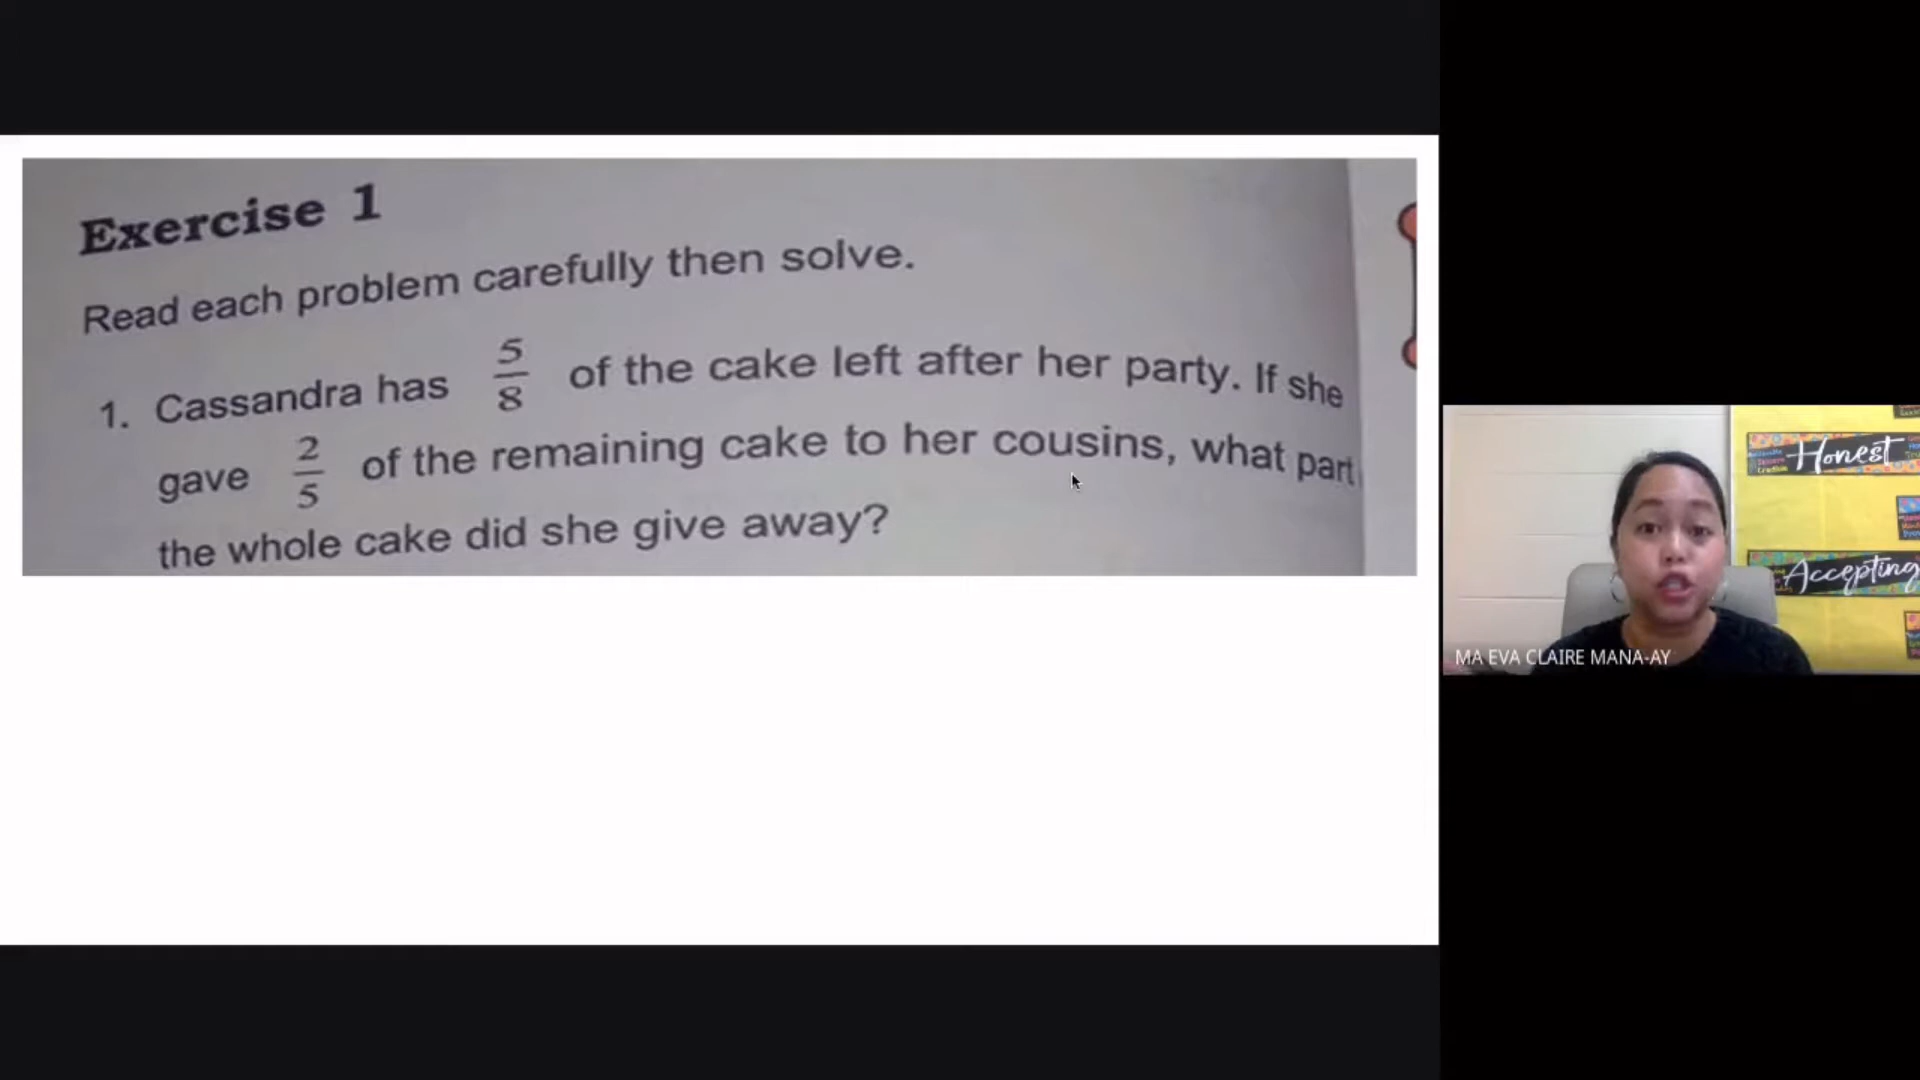 Exercise 1
Read each problem carefully then solve.
1. Cassandra has 5/8 of the cake left after her party. If she
gave 2/5 of the remaining cake to her cousins, what part
the whole cake did she give away?
Honest
Accepting
MA EVA CLAIRE MANA-AY